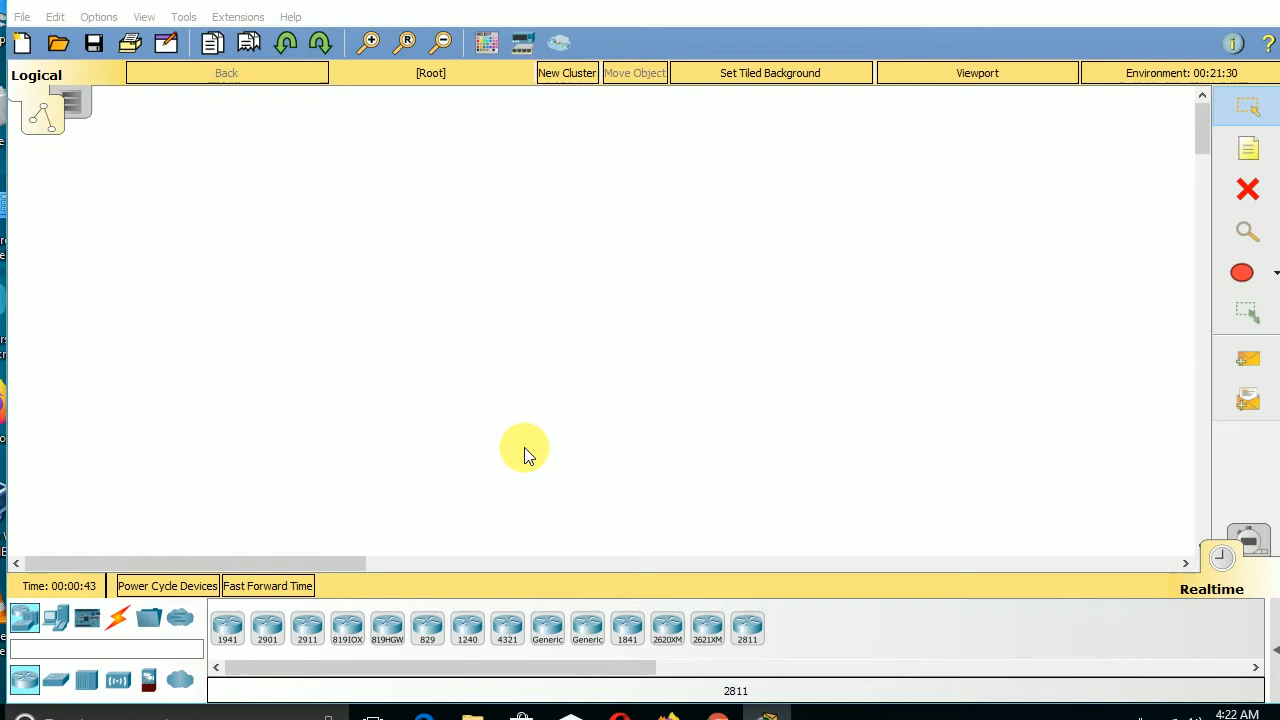 File Edit Options View Tools Extensions Help
Logical Back [Root] New Cluster Move Object Set Tiled Background Viewport Environment: 00:21:30
Time: 00:00:43 Power Cycle Devices Fast Forward Time Realtime
1941 2901 2911 819IOX 819HGW 829 1240 4321 Generic Generic 1841 2620XM 2621XM 2811
2811
4:22 AM